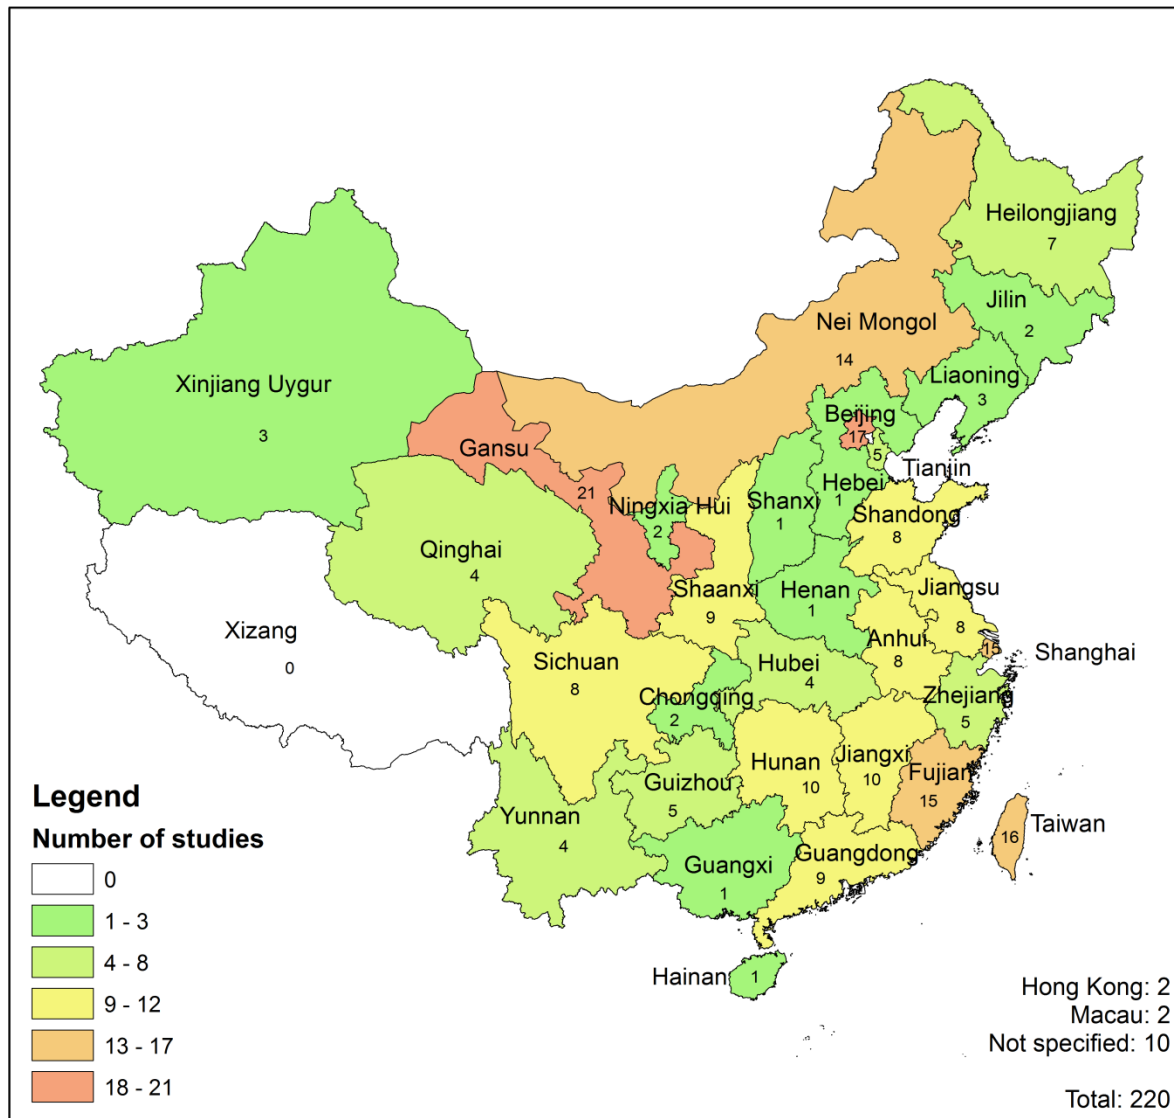 Heilongjiang
7
Jilin
2
Nei Mongol
14
Liaoning
3
Xinjiang Uygur
3
Beijing
17
Gansu
5
Tianjin
21
Hebei
1
Ningxia Hui
2
Shanxi
1
Shandong
8
Qinghai
4
Shaanxi
9
Henan
1
Jiangsu
8
Xizang
0
Sichuan
8
Hubei
4
Anhui
8
15
Shanghai
Chongqing
2
Zhejiang
5
Hunan
10
Jiangxi
10
Fujian
15
Guizhou
5
Yunnan
4
Taiwan
16
Guangxi
1
Guangdong
9
Hainan
1
Legend
Number of studies
0
1 - 3
4 - 8
9 - 12
13 - 17
18 - 21
Hong Kong: 2
Macau: 2
Not specified: 10
Total: 220